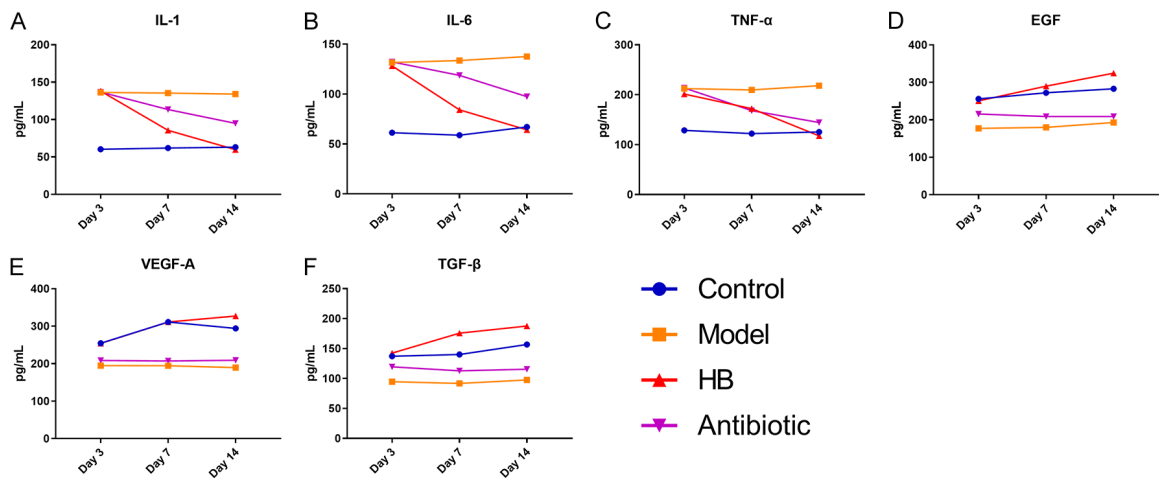 A
IL-1
pg/mL
200
150
100
50
0
Day 3
Day 7
Day 14
B
IL-6
pg/mL
150
100
50
0
Day 3
Day 7
Day 14
C
TNF-α
pg/mL
300
200
100
0
Day 3
Day 7
Day 14
D
EGF
pg/mL
400
300
200
100
0
Day 3
Day 7
Day 14
E
VEGF-A
pg/mL
400
300
200
100
0
Day 3
Day 7
Day 14
F
TGF-β
pg/mL
250
200
150
100
50
0
Day 3
Day 7
Day 14
Control
Model
HB
Antibiotic